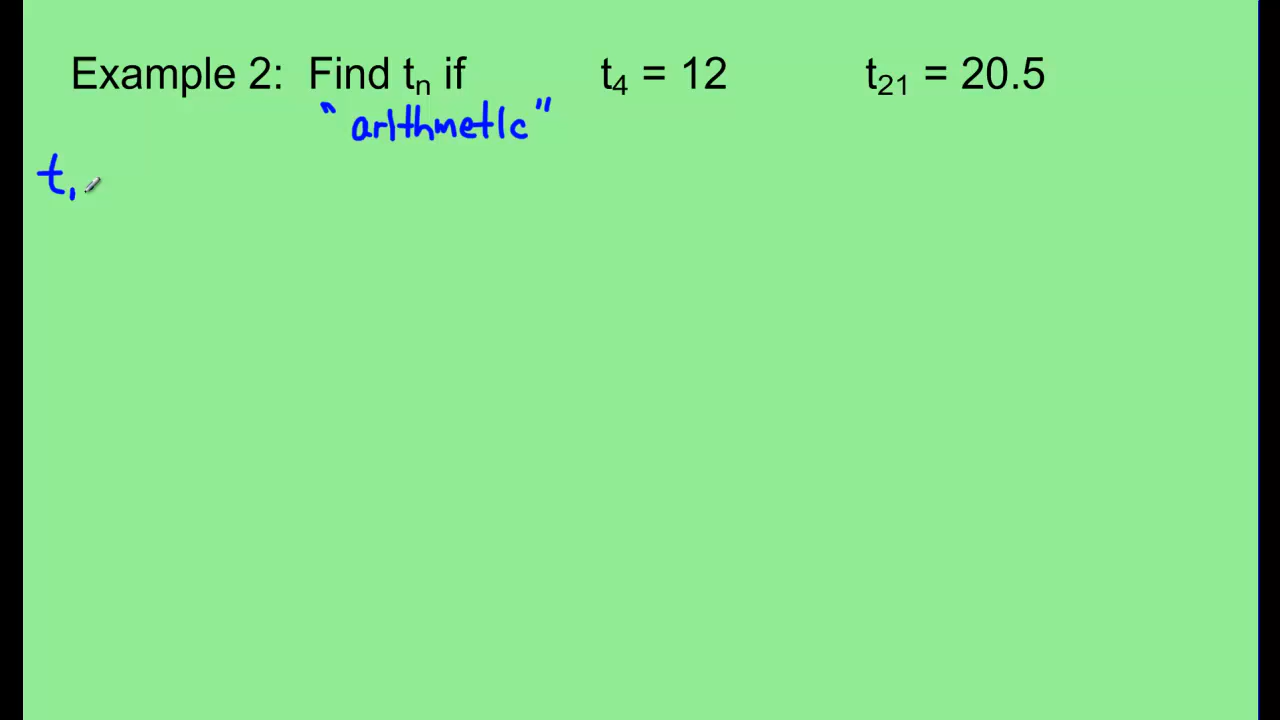 Example 2: Find tₙ if t₄ = 12 t₂₁ = 20.5
"arithmetic"
t₁